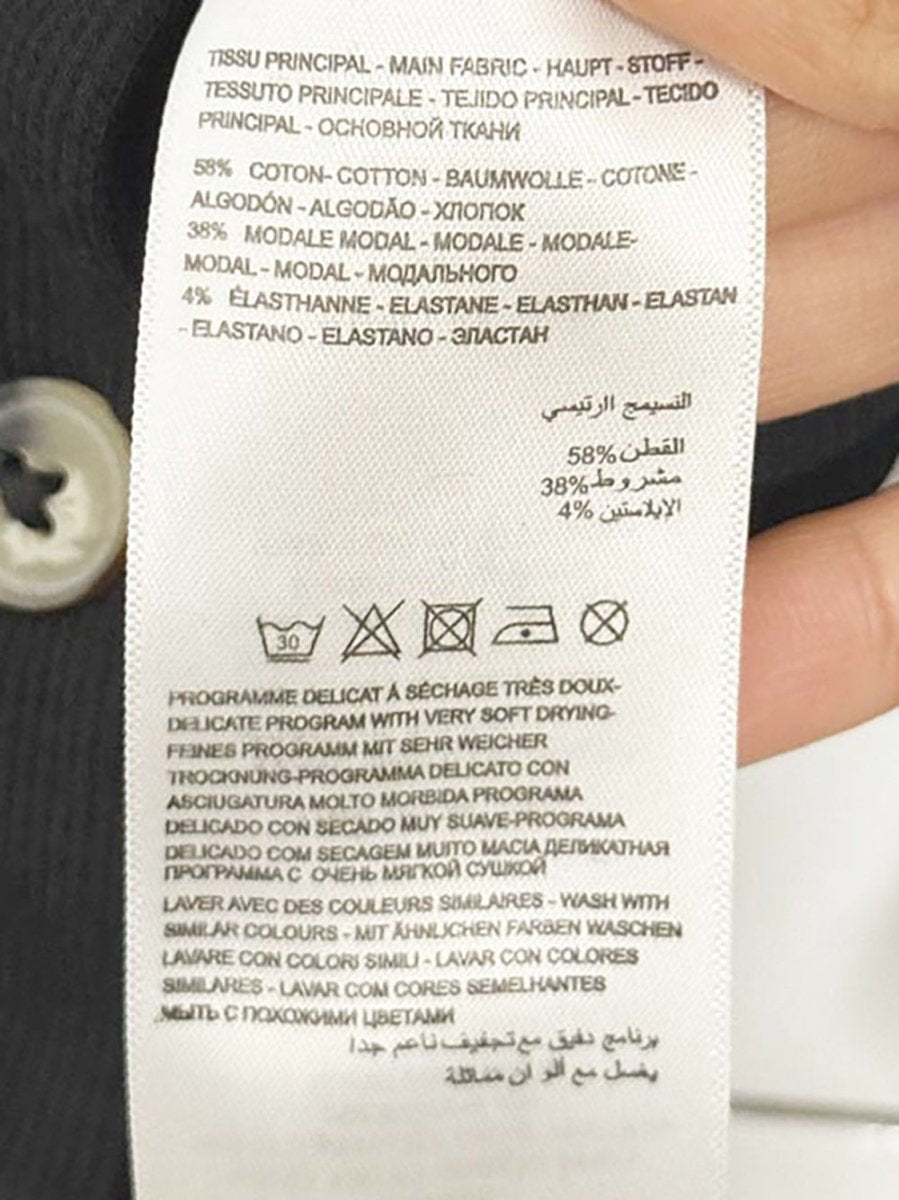 TISSU PRINCIPAL - MAIN FABRIC - HAUPT - STOFF -
TESSUTO PRINCIPALE - TEJIDO PRINCIPAL - TECIDO
PRINCIPAL - ОСНОВНОЙ ТКАНИ
58% COTON- COTTON - BAUMWOLLE - COTONE -
ALGODÓN - ALGODÃO - ХЛОПОК
38% MODALE MODAL - MODALE - MODALE-
MODAL - MODAL - МОДАЛЬНОГО
4% ÉLASTHANNE - ELASTANE - ELASTHAN - ELASTAN
- ELASTANO - ELASTANO - ЭЛАСТАН
النسيمج الرتيسي
58% القطن
38% مشروط
4% الإبلاستين
30
PROGRAMME DELICAT Á SÉCHAGE TRÈS DOUX-
DELICATE PROGRAM WITH VERY SOFT DRYING-
FEINES PROGRAMM MIT SEHR WEICHER
TROCKNUNG-PROGRAMMA DELICATO CON
ASCIUGATURA MOLTO MORBIDA PROGRAMA
DELICADO CON SECADO MUY SUAVE-PROGRAMA
DELICADO COM SECAGEM MUITO MACIA ДЕЛИКАТНАЯ
ПРОГРАММА С ОЧЕНЬ МЯГКОЙ СУШКОЙ
LAVER AVEC DES COULEURS SIMILAIRES - WASH WITH
SIMILAR COLOURS - MIT ÄHNLICHEN FARBEN WASCHEN
LAVARE CON COLORI SIMILI - LAVAR CON COLORES
SIMILARES - LAVAR COM CORES SEMELHANTES
МЫТЬ С ПОХОЖИМИ ЦВЕТАМИ
برنامج دقيق مع تجفيف ناعم جدا
يغسل مع ألو ان مماثلة